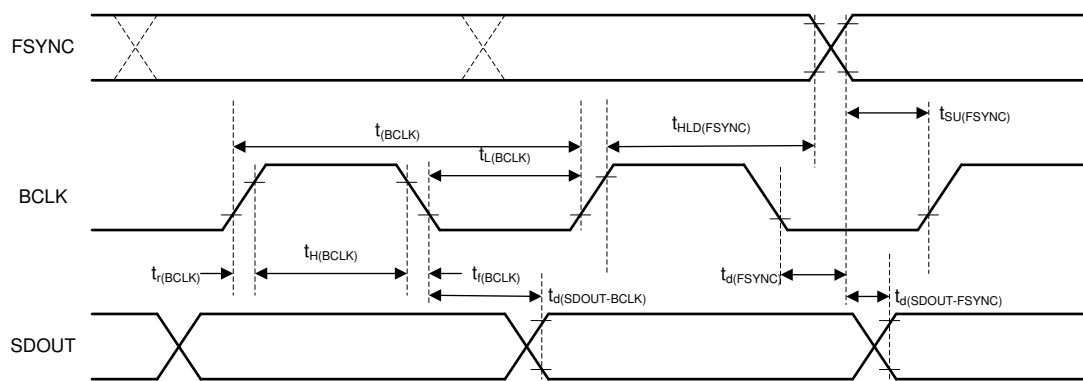 FSYNC
t(BCLK)
tHLD(FSYNC)
tSU(FSYNC)
tL(BCLK)
BCLK
tr(BCLK)
tH(BCLK)
tf(BCLK)
td(FSYNC)
td(SDOUT-BCLK)
td(SDOUT-FSYNC)
SDOUT